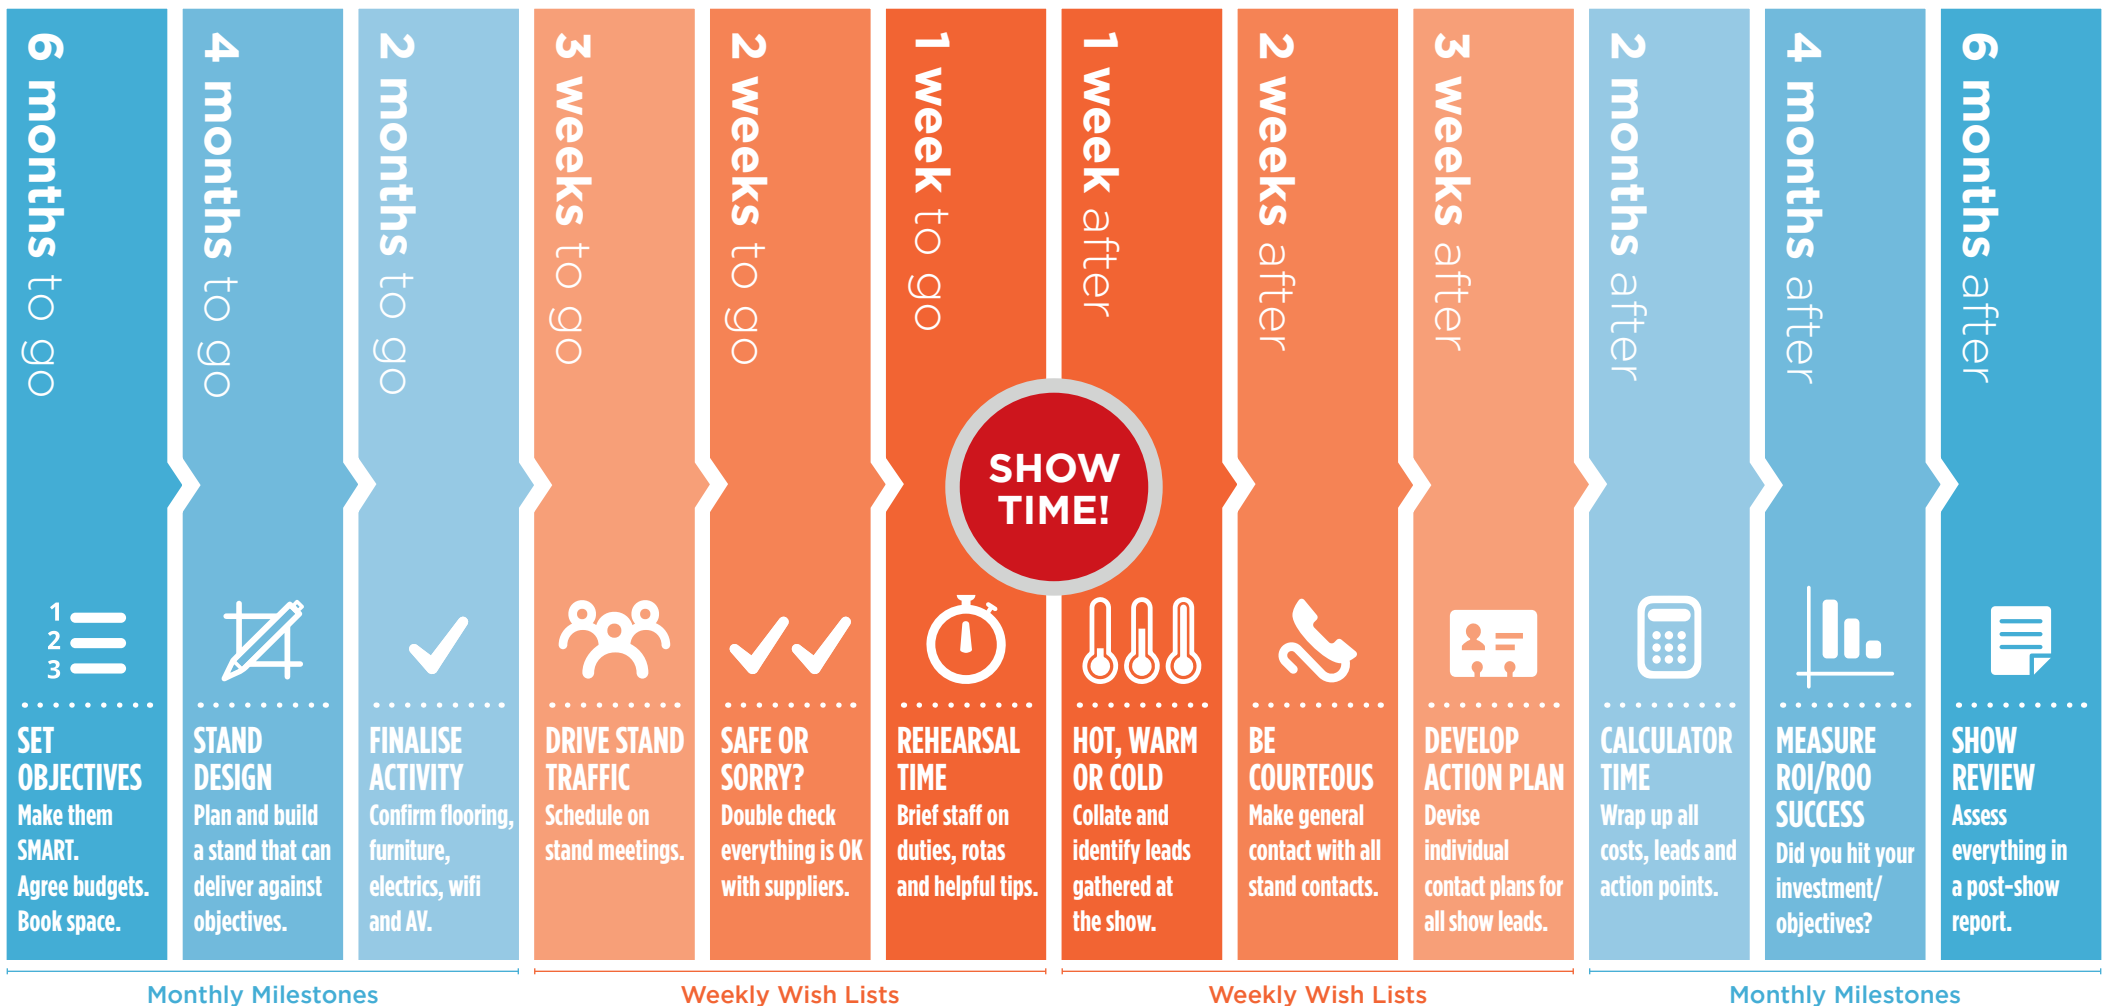 6 months to go
1
2
3
SET
OBJECTIVES
Make them
SMART.
Agree budgets.
Book space.
4 months to go
STAND
DESIGN
Plan and build
a stand that can
deliver against
objectives.
2 months to go
FINALISE
ACTIVITY
Confirm flooring,
furniture,
electrics, wifi
and AV.
Monthly Milestones
3 weeks to go
DRIVE STAND
TRAFFIC
Schedule on
stand meetings.
2 weeks to go
SAFE OR
SORRY?
Double check
everything is OK
with suppliers.
1 week to go
REHEARSAL
TIME
Brief staff on
duties, rotas
and helpful tips.
Weekly Wish Lists
SHOW
TIME!
1 week after
HOT, WARM
OR COLD
Collate and
identify leads
gathered at
the show.
2 weeks after
BE
COURTEOUS
Make general
contact with all
stand contacts.
3 weeks after
DEVELOP
ACTION PLAN
Devise
individual
contact plans for
all show leads.
Weekly Wish Lists
2 months after
CALCULATOR
TIME
Wrap up all
costs, leads and
action points.
4 months after
MEASURE
ROI/ROO
SUCCESS
Did you hit your
investment/
objectives?
6 months after
SHOW
REVIEW
Assess
everything in
a post-show
report.
Monthly Milestones